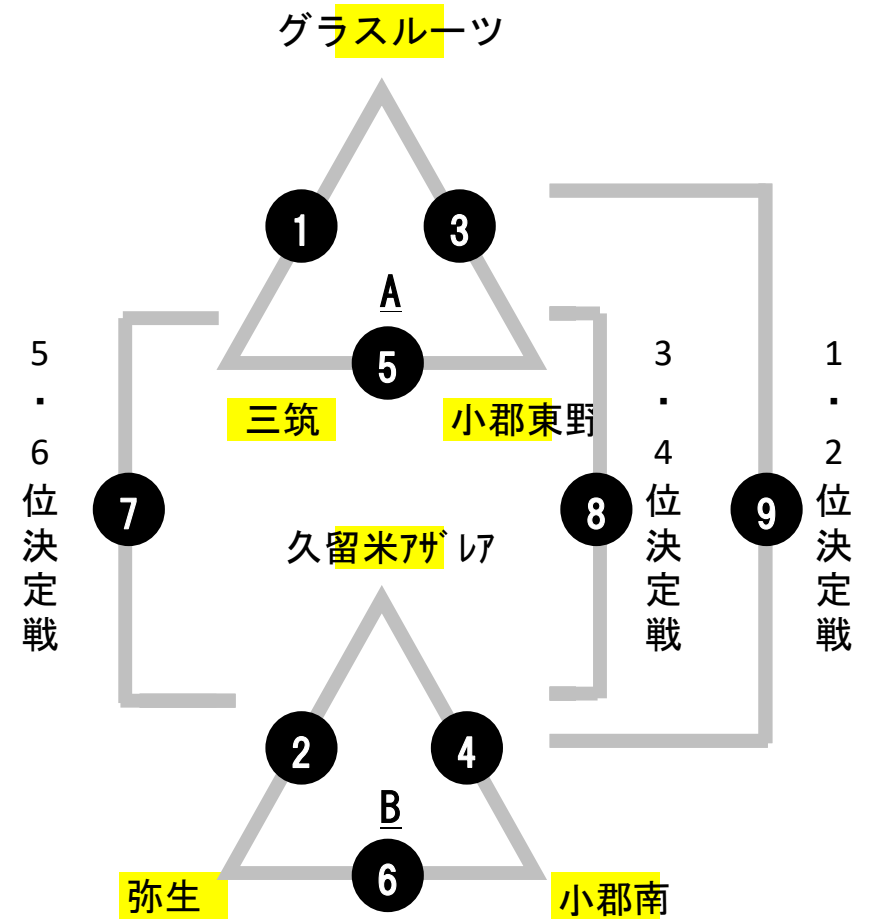 グラスルーツ
1
3
A
5
三筑
小郡東野
5・6位決定戦
7
8
3・4位決定戦
9
1・2位決定戦
久留米ｱｻﾞﾚｱ
2
4
B
6
弥生
小郡南